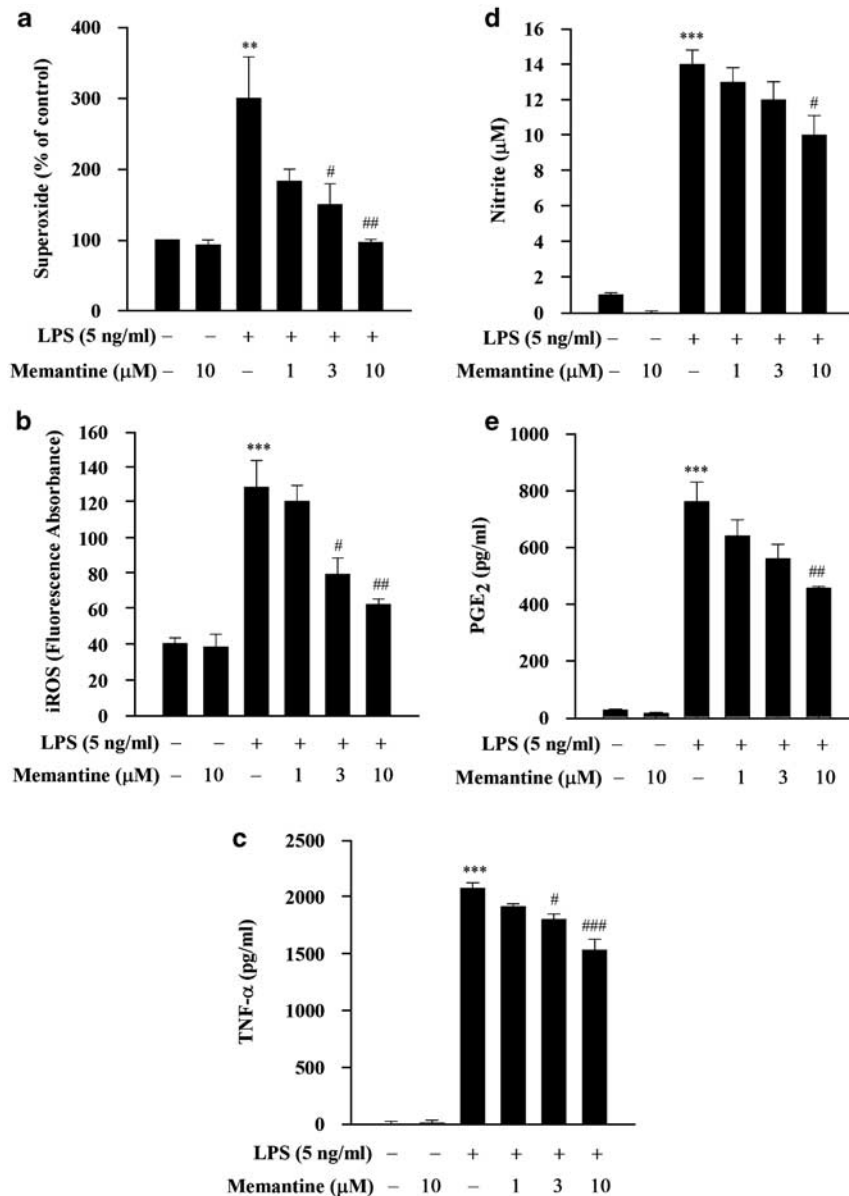 a
Superoxide (% of control)
400
300
200
100
0
**
#
##
LPS (5 ng/ml) – – + + + +
Memantine (µM) – 10 – 1 3 10
b
iROS (Fluorescence Absorbance)
160
140
120
100
80
60
40
20
0
***
#
##
LPS (5 ng/ml) – – + + + +
Memantine (µM) – 10 – 1 3 10
c
TNF-α (pg/ml)
2500
2000
1500
1000
500
0
***
#
###
LPS (5 ng/ml) – – + + + +
Memantine (µM) – 10 – 1 3 10
d
Nitrite (µM)
16
14
12
10
8
6
4
2
0
***
#
LPS (5 ng/ml) – – + + + +
Memantine (µM) – 10 – 1 3 10
e
PGE2 (pg/ml)
1000
800
600
400
200
0
***
##
LPS (5 ng/ml) – – + + + +
Memantine (µM) – 10 – 1 3 10